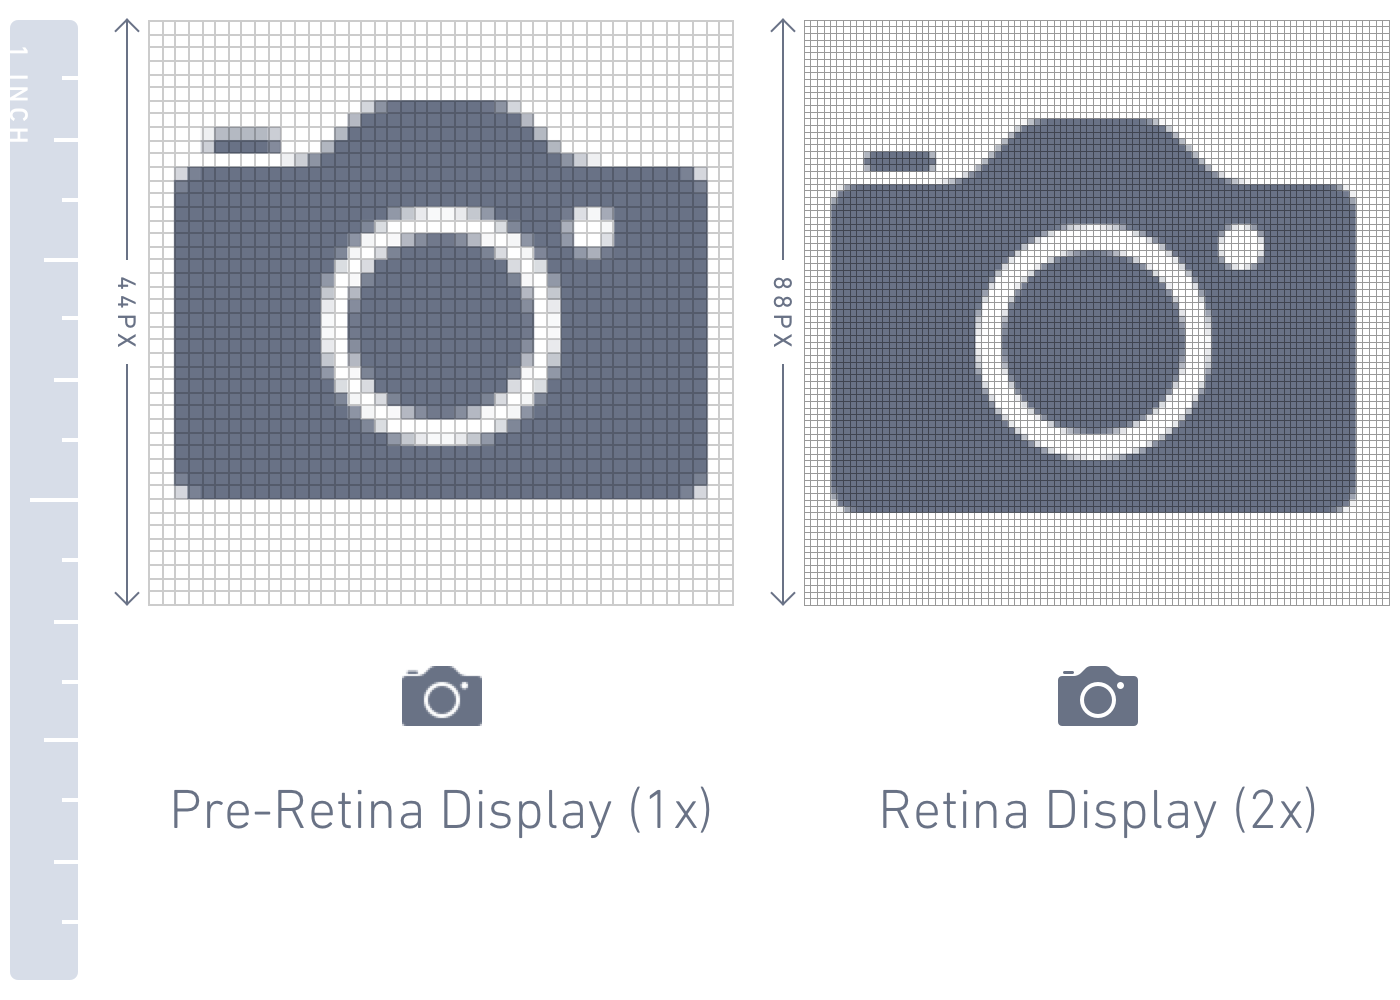 1 INCH
44PX
88PX
Pre-Retina Display (1x)
Retina Display (2x)